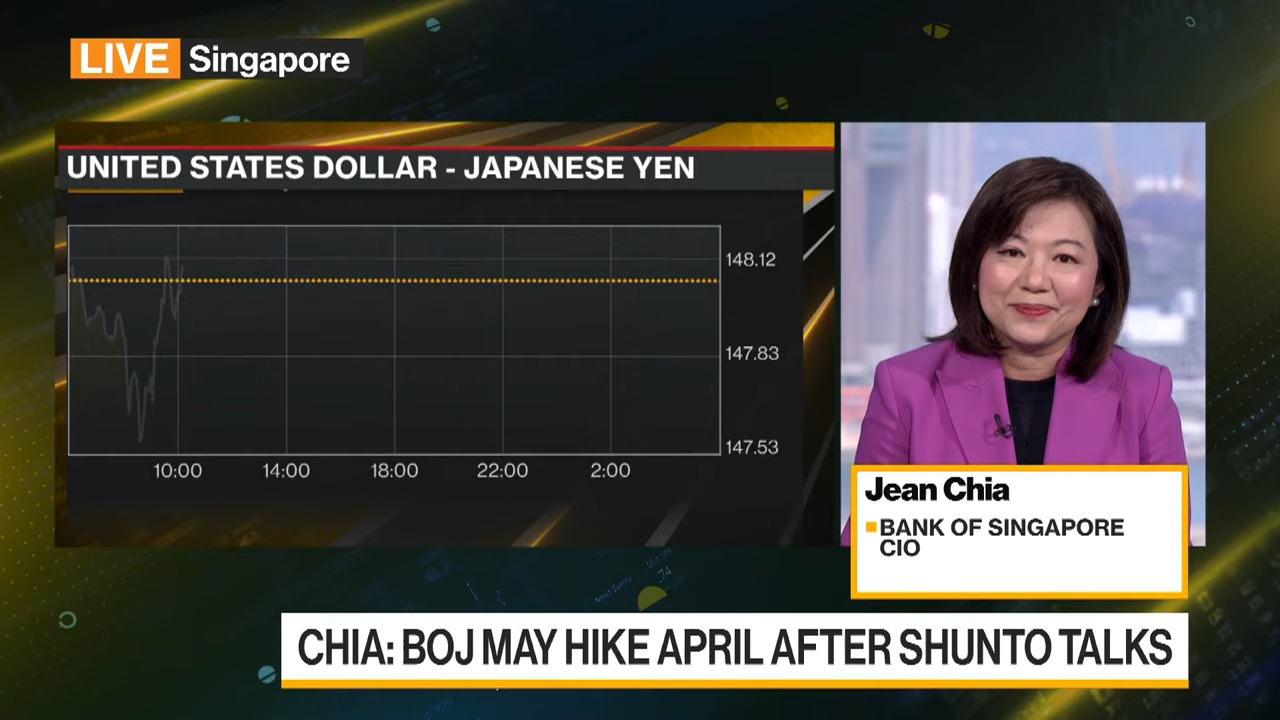 LIVE Singapore
UNITED STATES DOLLAR - JAPANESE YEN
148.12
147.83
147.53
10:00 14:00 18:00 22:00 2:00
Jean Chia
BANK OF SINGAPORE
CIO
CHIA: BOJ MAY HIKE APRIL AFTER SHUNTO TALKS